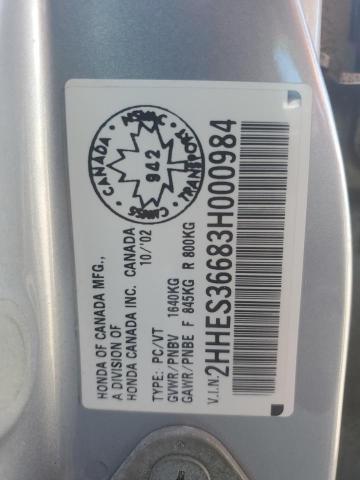 HONDA OF CANADA MFG.,
A DIVISION OF
HONDA CANADA INC. CANADA
10/'02
TYPE: PC/VT
GVWR/PNBV 1640KG
GAWR/PNBE F 845KG R 800KG
V.I.N. 2HHES36683H000984
CANADA
TRANSPORT
942